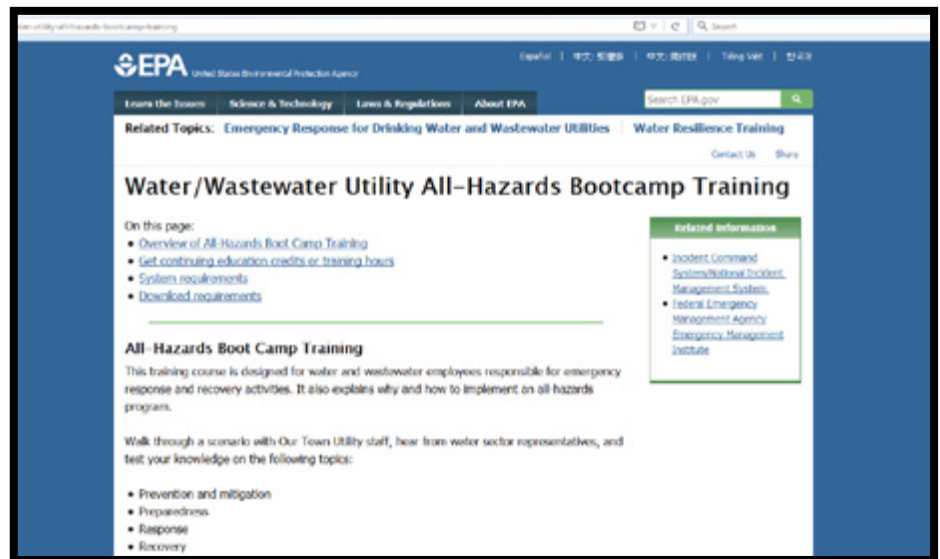 water-utility-all-hazards-bootcamp-training
Search
EPA United States Environmental Protection Agency
Español | 中文: 繁體版 | 中文: 简体版 | Tiếng Việt | 한국어
Learn the Issues Science & Technology Laws & Regulations About EPA
Search EPA.gov
Related Topics: Emergency Response for Drinking Water and Wastewater Utilities Water Resilience Training
Contact Us Share
Water/Wastewater Utility All-Hazards Bootcamp Training
On this page:
• Overview of All-Hazards Boot Camp Training
• Get continuing education credits or training hours
• System requirements
• Download requirements
Related Information
• Incident Command
System/National Incident
Management System.
• Federal Emergency
Management Agency
Emergency Management
Institute
All-Hazards Boot Camp Training
This training course is designed for water and wastewater employees responsible for emergency
response and recovery activities. It also explains why and how to implement an all-hazards
program.
Walk through a scenario with Our Town Utility staff, hear from water sector representatives, and
test your knowledge on the following topics:
• Prevention and mitigation
• Preparedness
• Response
• Recovery